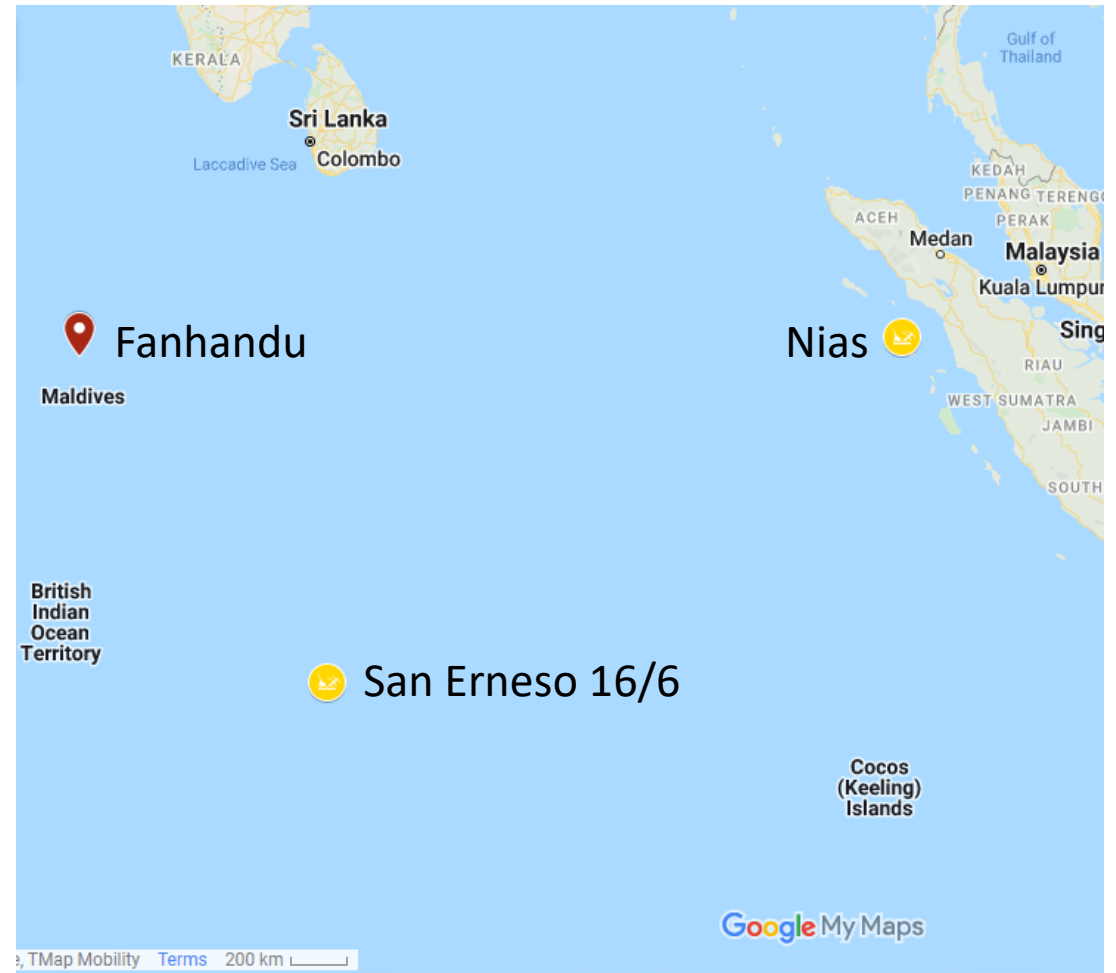 Gulf of
Thailand
KERALA
Sri Lanka
Colombo
Laccadive Sea
KEDAH
PENANG
TERENGG
ACEH
PERAK
Medan
Malaysia
Kuala Lumpur
Fanhandu
Nias
Sing
RIAU
Maldives
WEST SUMATRA
JAMBI
SOUTH
British
Indian
Ocean
Territory
San Erneso 16/6
Cocos
(Keeling)
Islands
Google My Maps
, TMap Mobility Terms 200 km